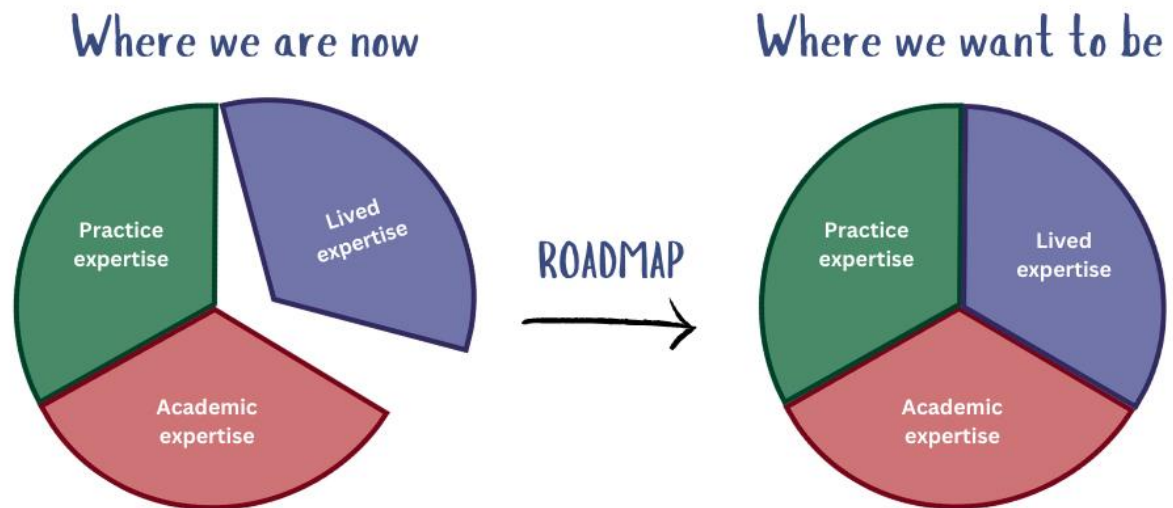 Where we are now
Practice
expertise
Lived
expertise
Academic
expertise
ROADMAP
Where we want to be
Practice
expertise
Lived
expertise
Academic
expertise